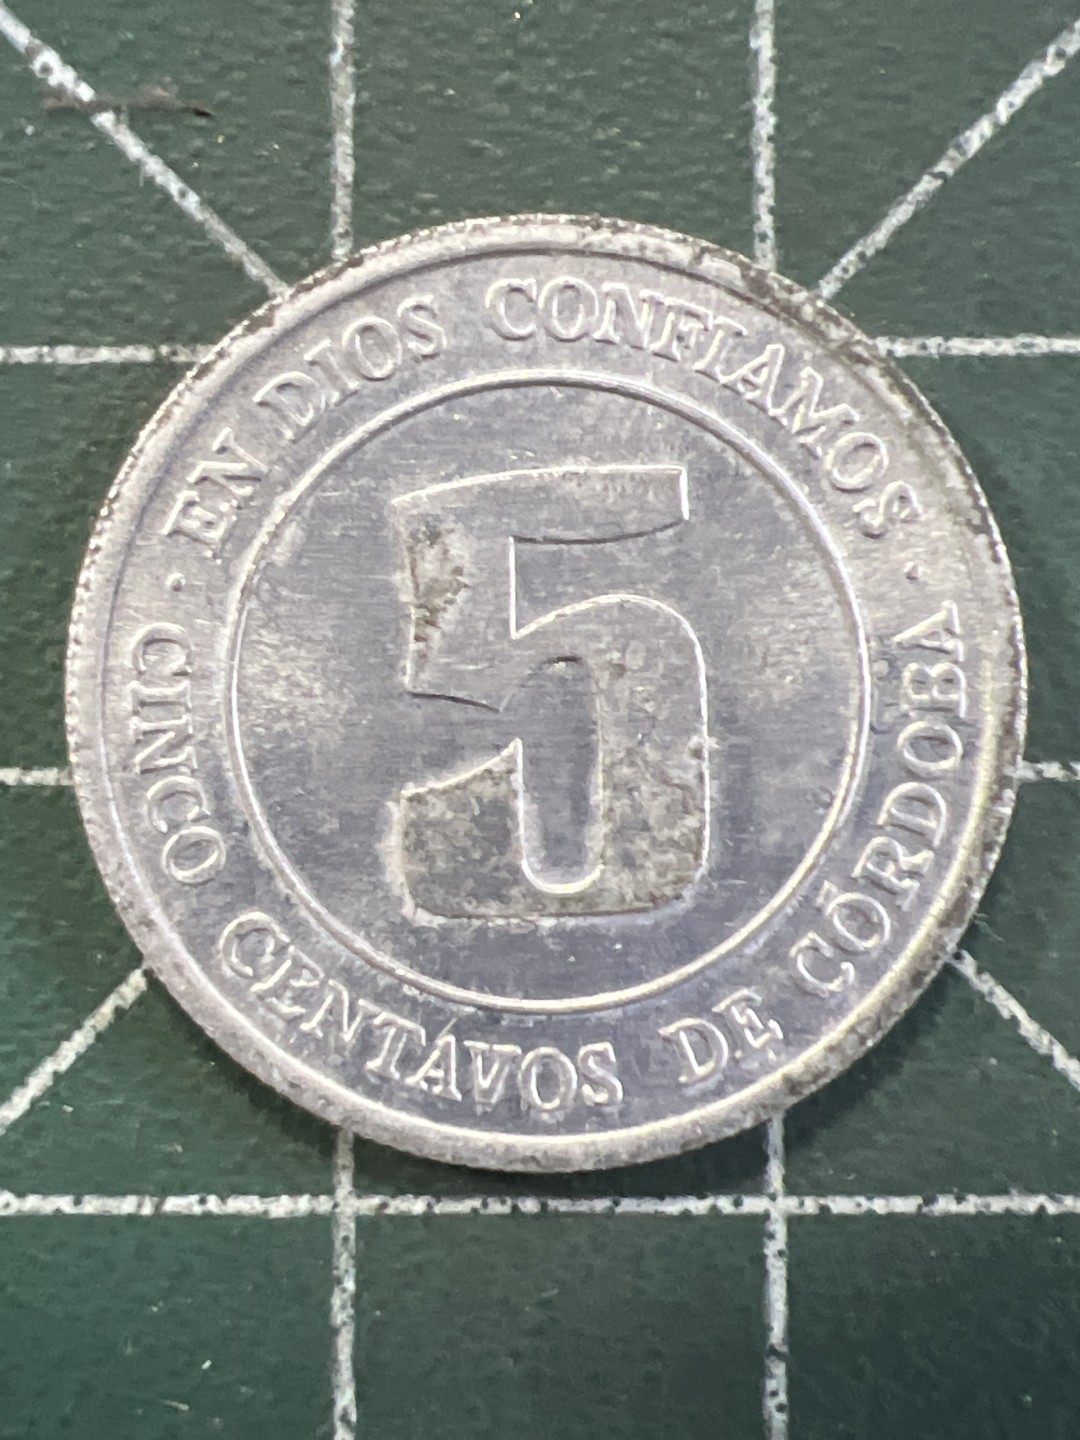 · EN DIOS CONFIAMOS ·
5
CINCO CENTAVOS DE CÓRDOBA